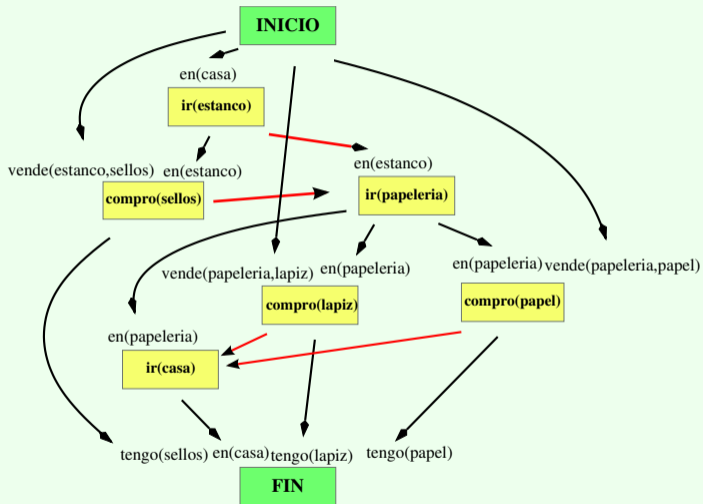 INICIO
en(casa)
ir(estanco)
en(estanco)
vende(estanco,sellos) en(estanco)
compro(sellos)
ir(papeleria)
vende(papeleria,lapiz) en(papeleria)
en(papeleria) vende(papeleria,papel)
compro(lapiz)
compro(papel)
en(papeleria)
ir(casa)
tengo(sellos) en(casa) tengo(lapiz) tengo(papel)
FIN